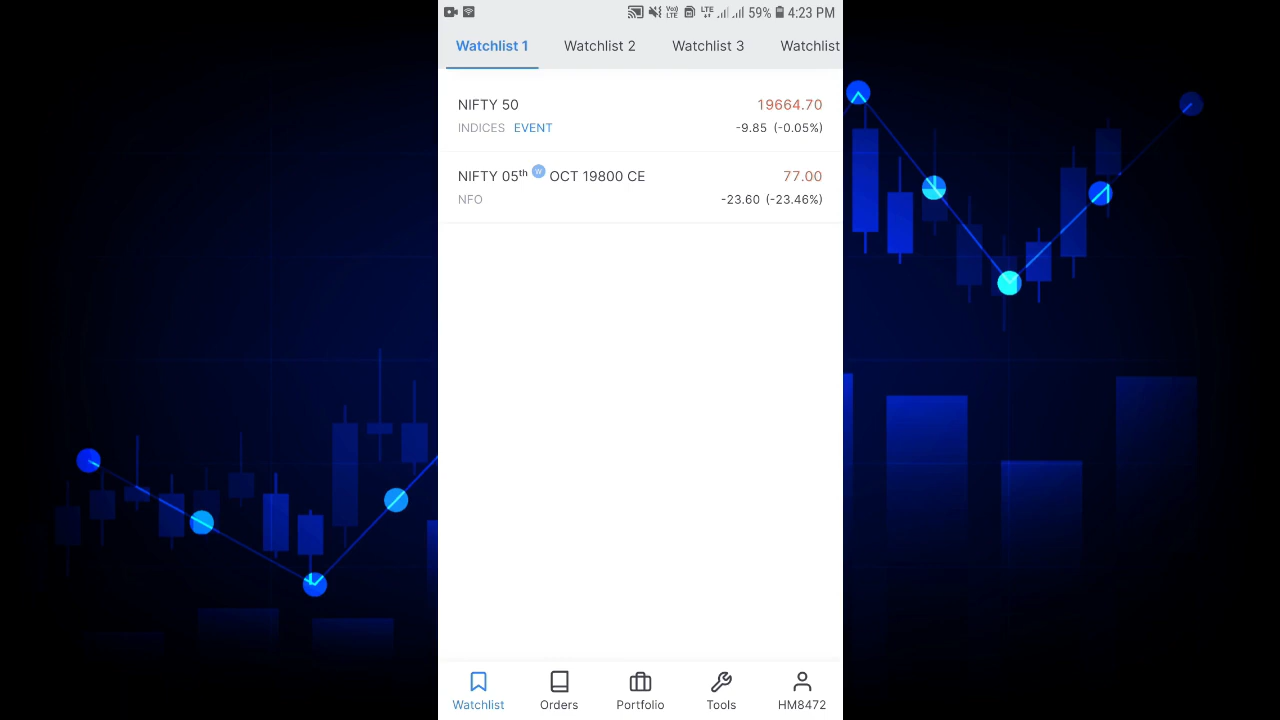 LTE 59% 4:23 PM
Watchlist 1 Watchlist 2 Watchlist 3 Watchlist
NIFTY 50 19664.70
INDICES EVENT -9.85 (-0.05%)
NIFTY 05th W OCT 19800 CE 77.00
NFO -23.60 (-23.46%)
Watchlist Orders Portfolio Tools HM8472